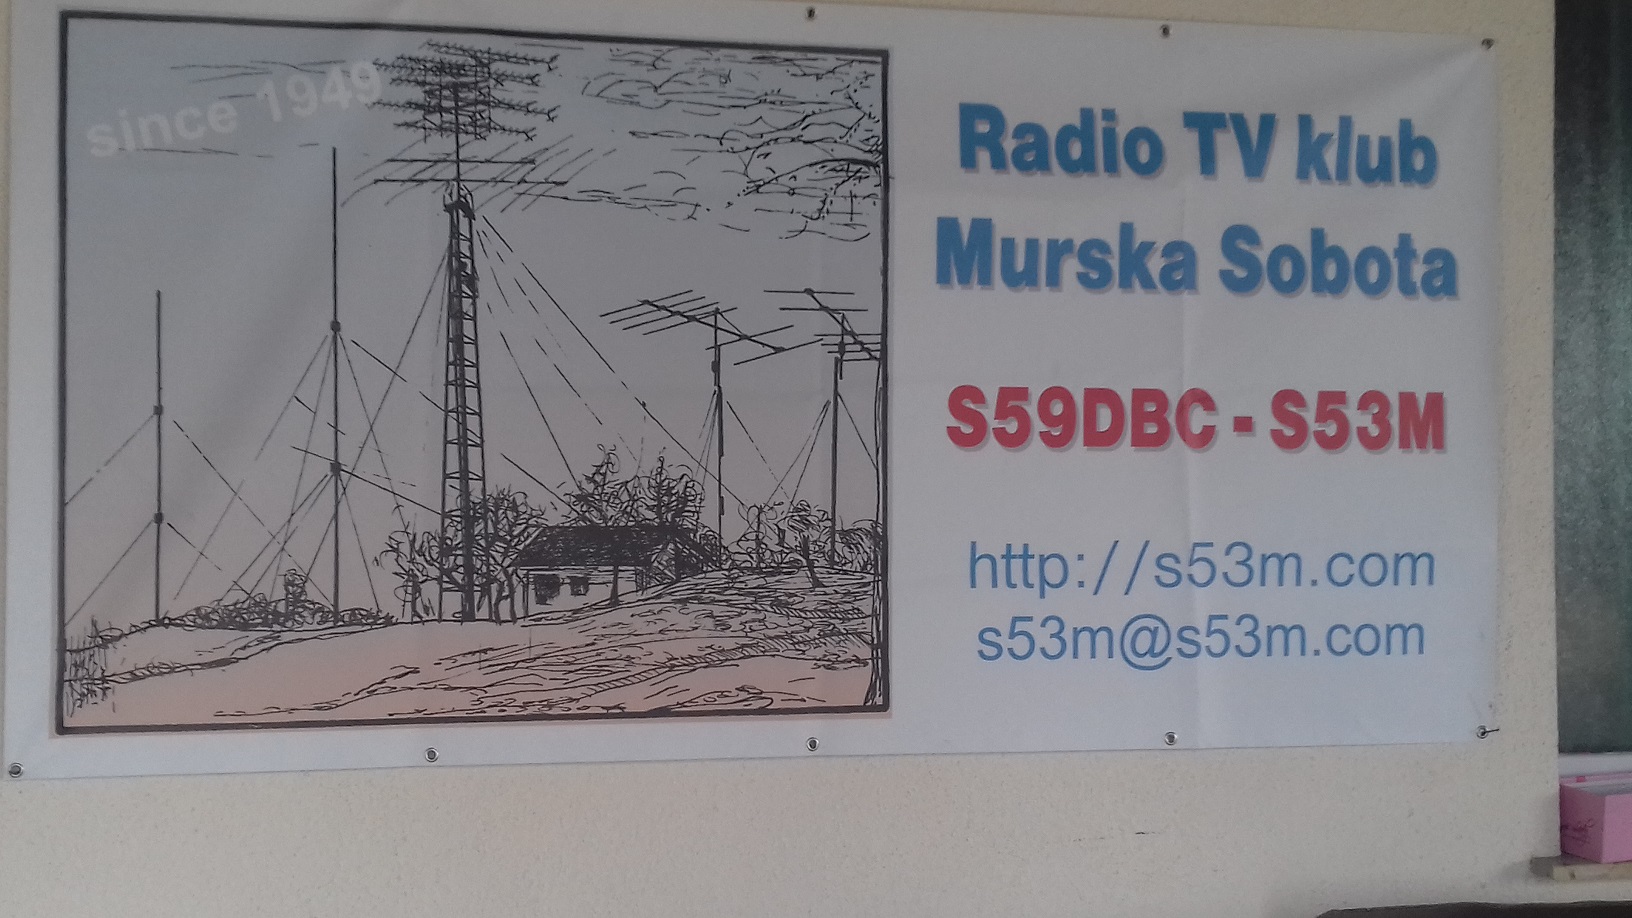 since 1949
Radio TV klub
Murska Sobota
S59DBC - S53M
http://s53m.com
s53m@s53m.com